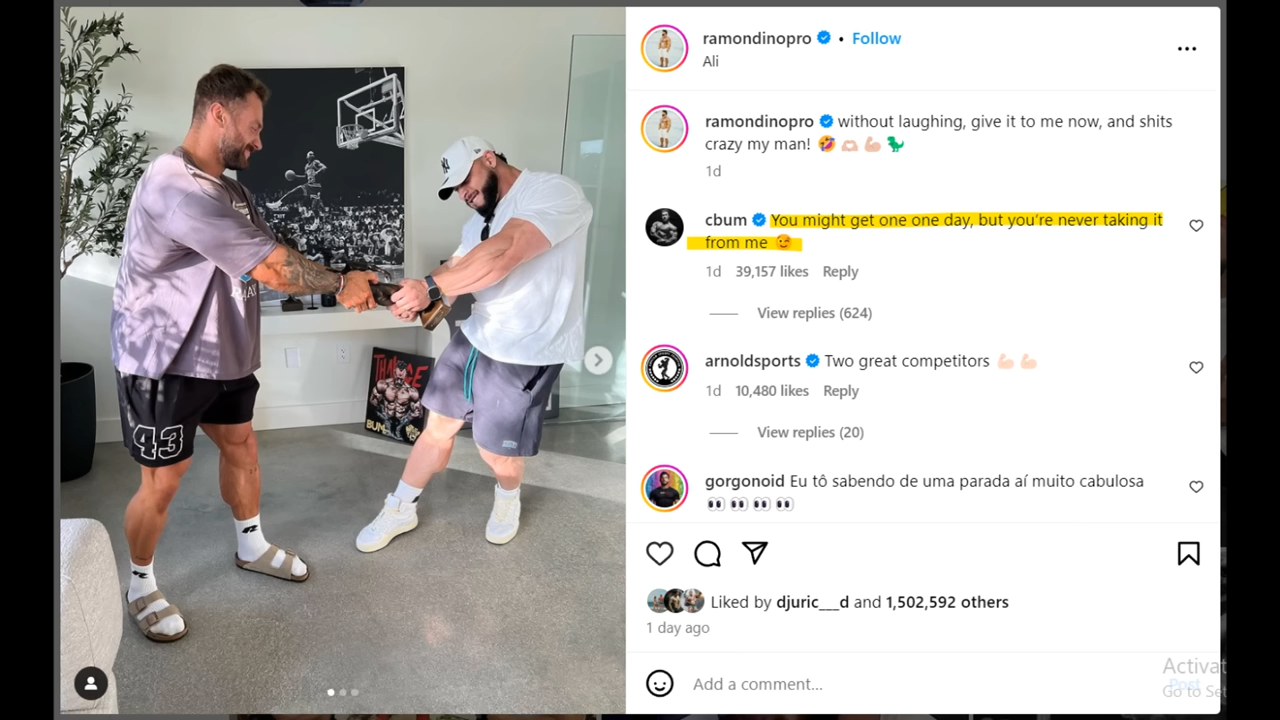 ramondinopro • Follow
Ali
ramondinopro without laughing, give it to me now, and shits
crazy my man! 🤣 🫶🏻 💪🏻 🦖
1d
cbum You might get one one day, but you're never taking it
from me 😉
1d 39,157 likes Reply
View replies (624)
arnoldsports Two great competitors 💪🏻 💪🏻
1d 10,480 likes Reply
View replies (20)
gorgonoid Eu tô sabendo de uma parada aí muito cabulosa
👀 👀 👀 👀
Liked by djuric___d and 1,502,592 others
1 day ago
Add a comment...
Post
Activat
Go to Set
43
BUM